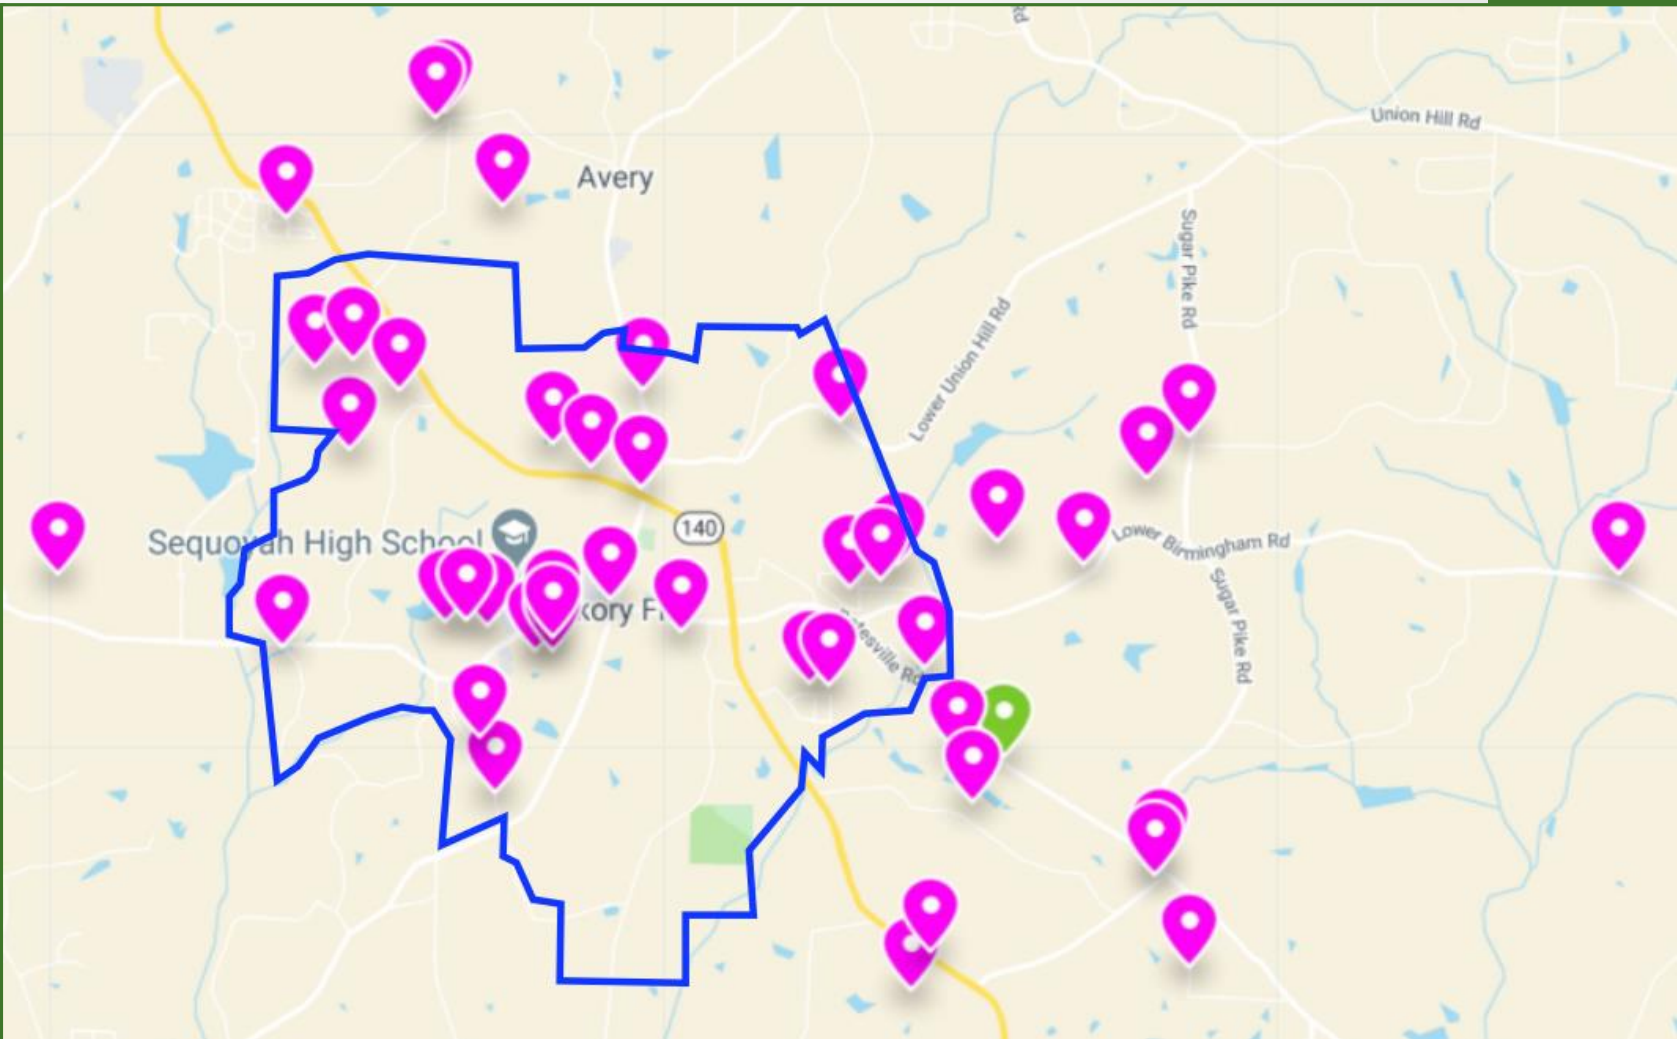 Rd
Union Hill Rd
Avery
Sugar Pike Rd
Lower Union Hill Rd
140
Sequoyah High School
Lower Birmingham Rd
Sugar Pike Rd